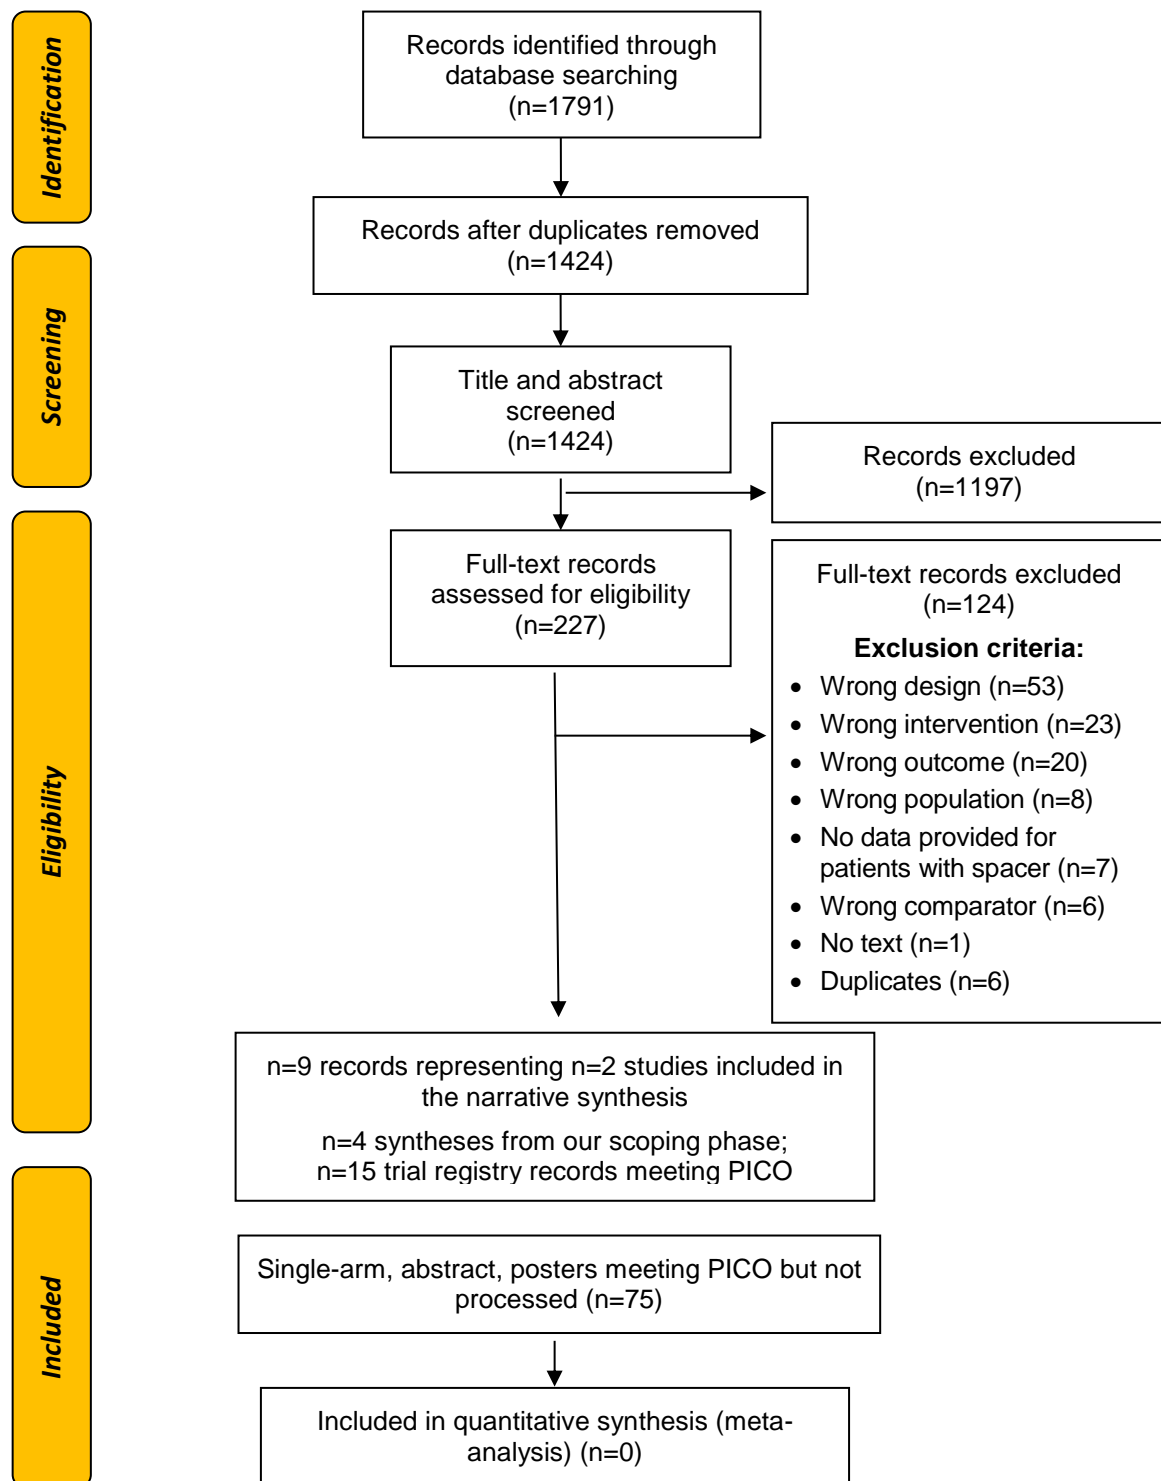 Identification
Records identified through
database searching
(n=1791)
Records after duplicates removed
(n=1424)
Screening
Title and abstract
screened
(n=1424)
Records excluded
(n=1197)
Eligibility
Full-text records
assessed for eligibility
(n=227)
Full-text records excluded
(n=124)
Exclusion criteria:
• Wrong design (n=53)
• Wrong intervention (n=23)
• Wrong outcome (n=20)
• Wrong population (n=8)
• No data provided for
patients with spacer (n=7)
• Wrong comparator (n=6)
• No text (n=1)
• Duplicates (n=6)
n=9 records representing n=2 studies included in
the narrative synthesis
n=4 syntheses from our scoping phase;
n=15 trial registry records meeting PICO
Included
Single-arm, abstract, posters meeting PICO but not
processed (n=75)
Included in quantitative synthesis (meta-
analysis) (n=0)